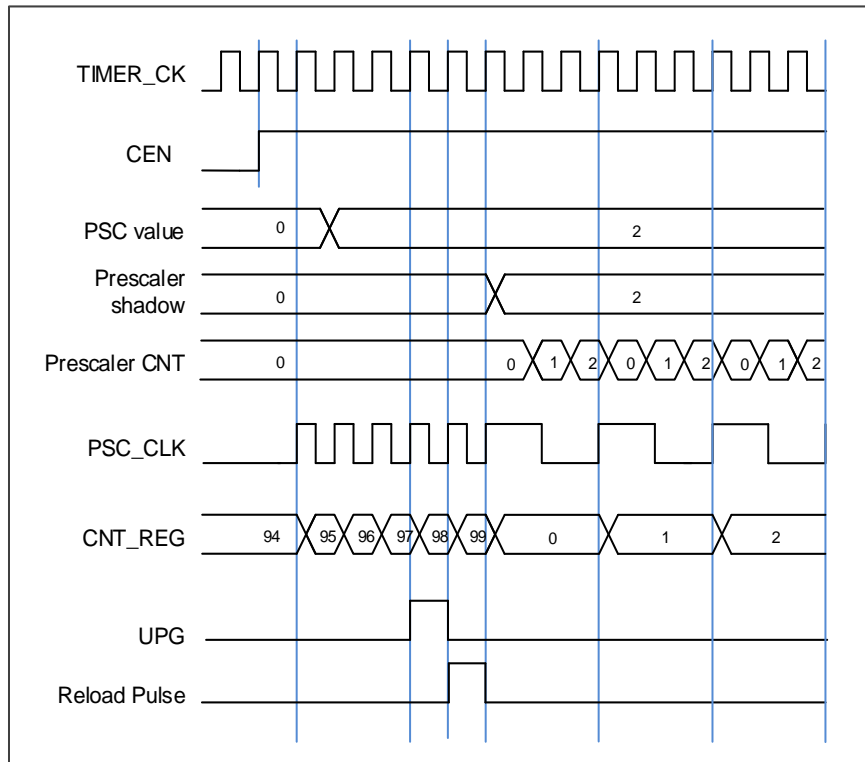 TIMER_CK
CEN
PSC value 0 2
Prescaler
shadow 0 2
Prescaler CNT 0 0 1 2 0 1 2 0 1 2
PSC_CLK
CNT_REG 94 95 96 97 98 99 0 1 2
UPG
Reload Pulse